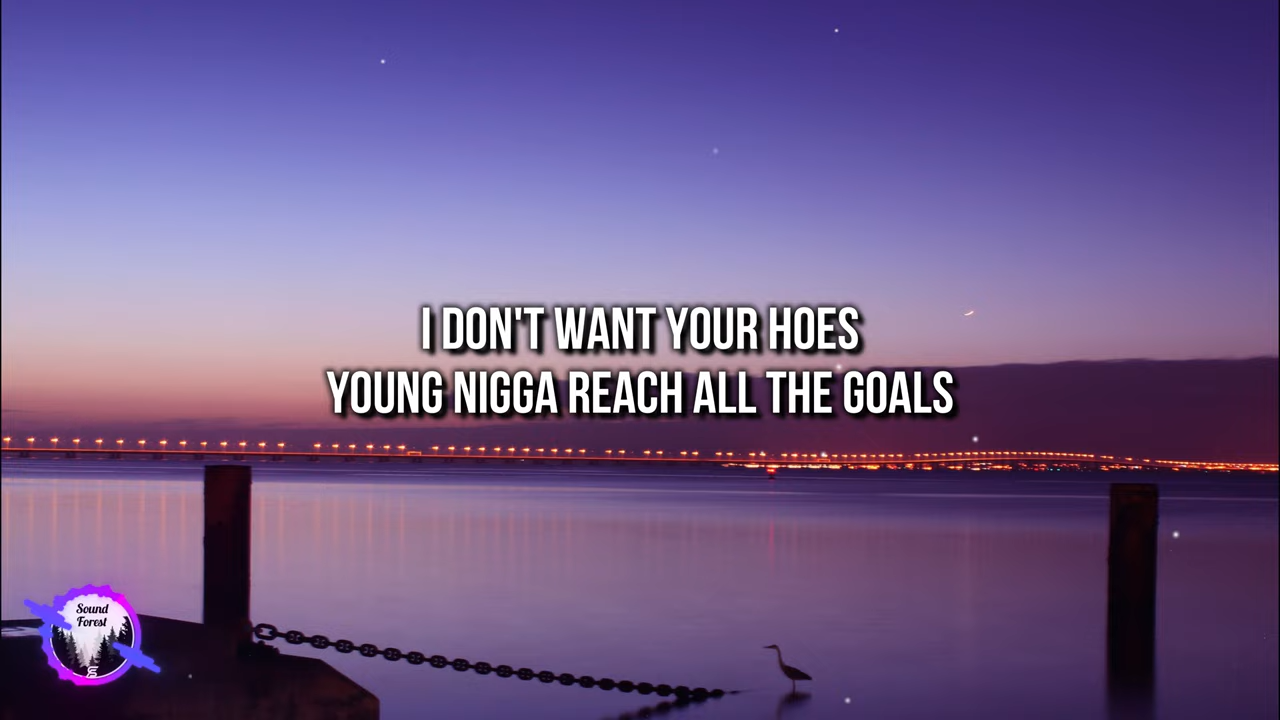 I DON'T WANT YOUR HOES
YOUNG NIGGA REACH ALL THE GOALS
Sound
Forest